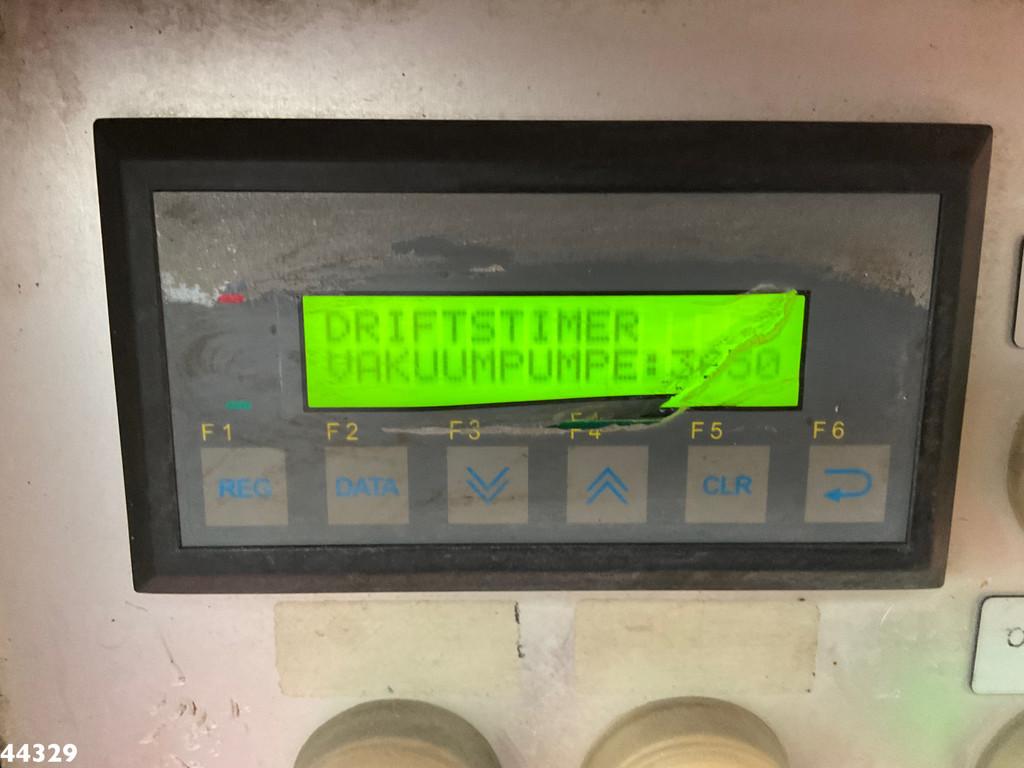 DRIFTSTIMER
VAKUUMPUMPE:
F1 F2 F3 F4 F5 F6
REG DATA CLR
44329